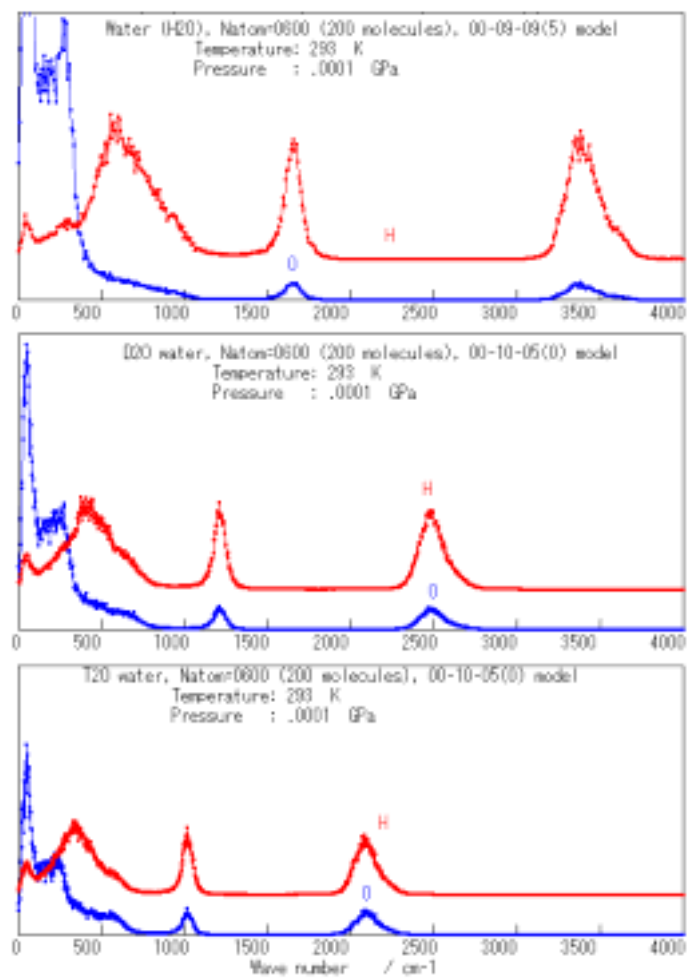 Water (H2O), Natom=0600 (200 molecules), 00-09-09(5) model
Temperature: 293 K
Pressure : .0001 GPa
H
O
0 500 1000 1500 2000 2500 3000 3500 4000
D2O water, Natom=0600 (200 molecules), 00-10-05(0) model
Temperature: 293 K
Pressure : .0001 GPa
H
O
0 500 1000 1500 2000 2500 3000 3500 4000
T2O water, Natom=0600 (200 molecules), 00-10-05(0) model
Temperature: 293 K
Pressure : .0001 GPa
H
O
0 500 1000 1500 2000 2500 3000 3500 4000
Wave number / cm-1